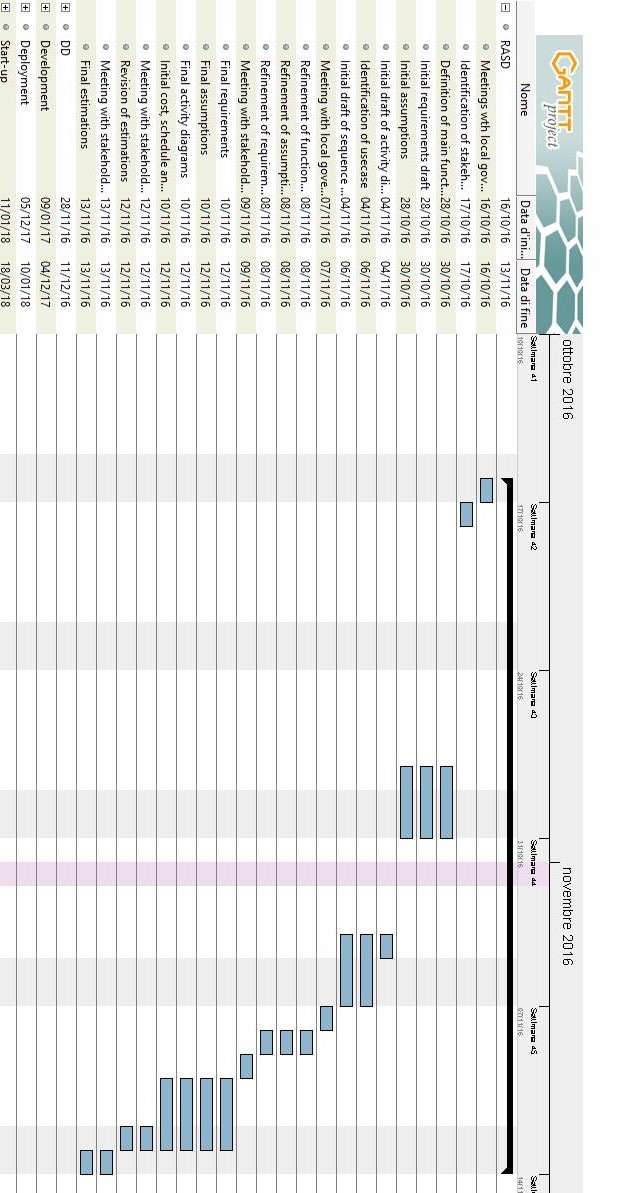 GANTT
project
ottobre 2016
novembre 2016
Nome
Data d'ini...
Data di fine
Settimana 41
10/10/16
Settimana 42
17/10/16
Settimana 43
24/10/16
Settimana 44
31/10/16
Settimana 45
07/11/16
RASD 16/10/16 13/11/16
Meetings wth local gov... 16/10/16 16/10/16
Identification of stakeh... 17/10/16 17/10/16
Definition of main funct... 28/10/16 30/10/16
Initial requirements draft 28/10/16 30/10/16
Initial assumptions 28/10/16 30/10/16
Initial draft of activity di... 04/11/16 04/11/16
Identification of usecase 04/11/16 06/11/16
Initial draft of sequence ... 04/11/16 06/11/16
Meeting with local gove... 07/11/16 07/11/16
Refinement of function... 08/11/16 08/11/16
Refinement of assumpti... 08/11/16 08/11/16
Refinement of requirem... 08/11/16 08/11/16
Meeting with stakehold... 09/11/16 09/11/16
Final requirements 10/11/16 12/11/16
Final assumptions 10/11/16 12/11/16
Final activity diagrams 10/11/16 12/11/16
Initial cost, schedule an... 10/11/16 12/11/16
Meeting with stakehold... 12/11/16 12/11/16
Revision of estimations 12/11/16 12/11/16
Meeting with stakehold... 13/11/16 13/11/16
Final estimations 13/11/16 13/11/16
DD 28/11/16 11/12/16
Development 09/01/17 04/12/17
Deployment 05/12/17 10/01/18
Start-up 11/01/18 18/03/18